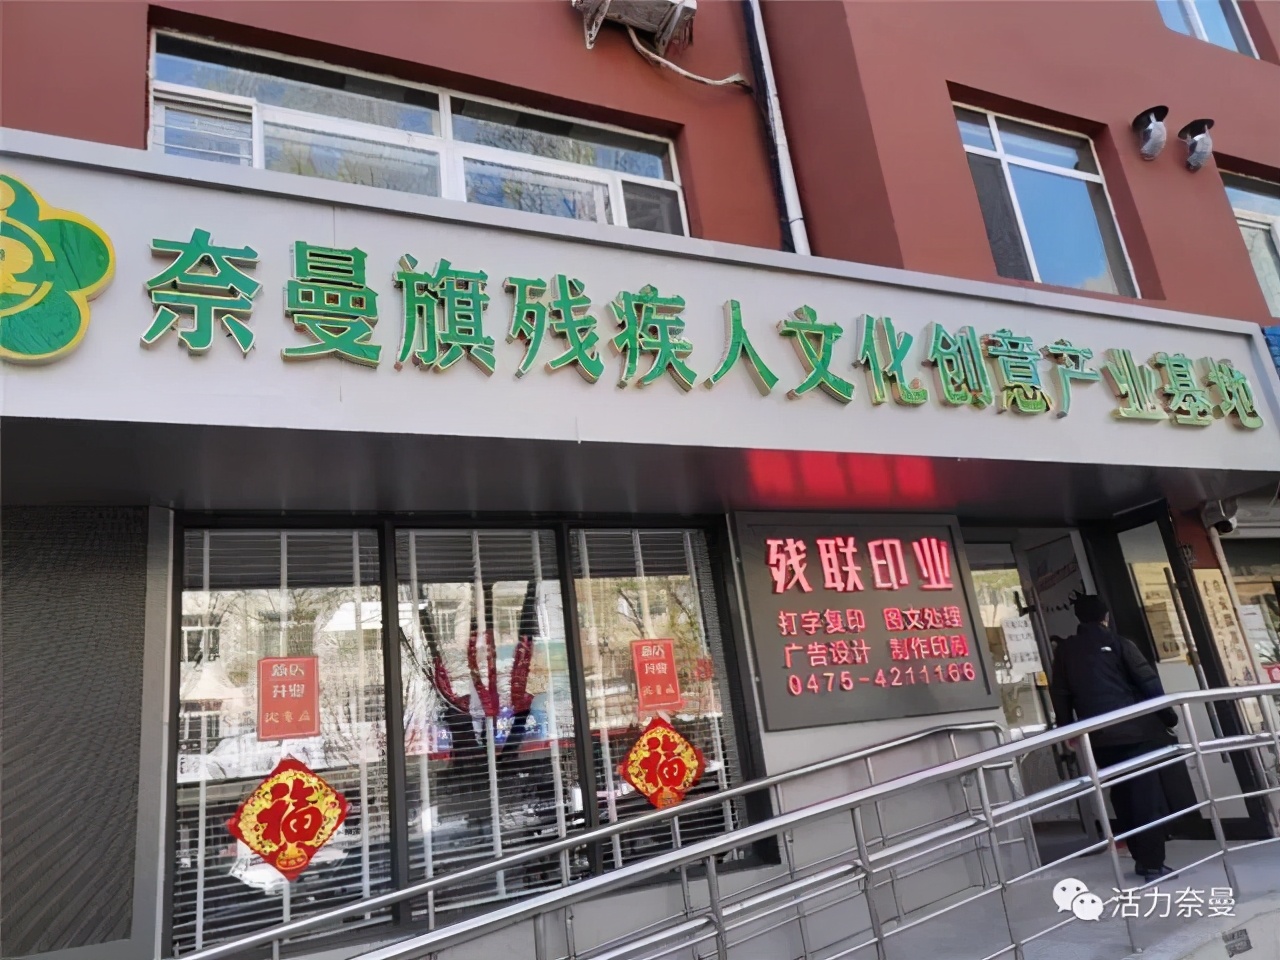 奈曼旗残疾人文化创意产业基地
残联印业
打字复印 图文处理
广告设计 制作印刷
0475-4211166
福
福
活力奈曼